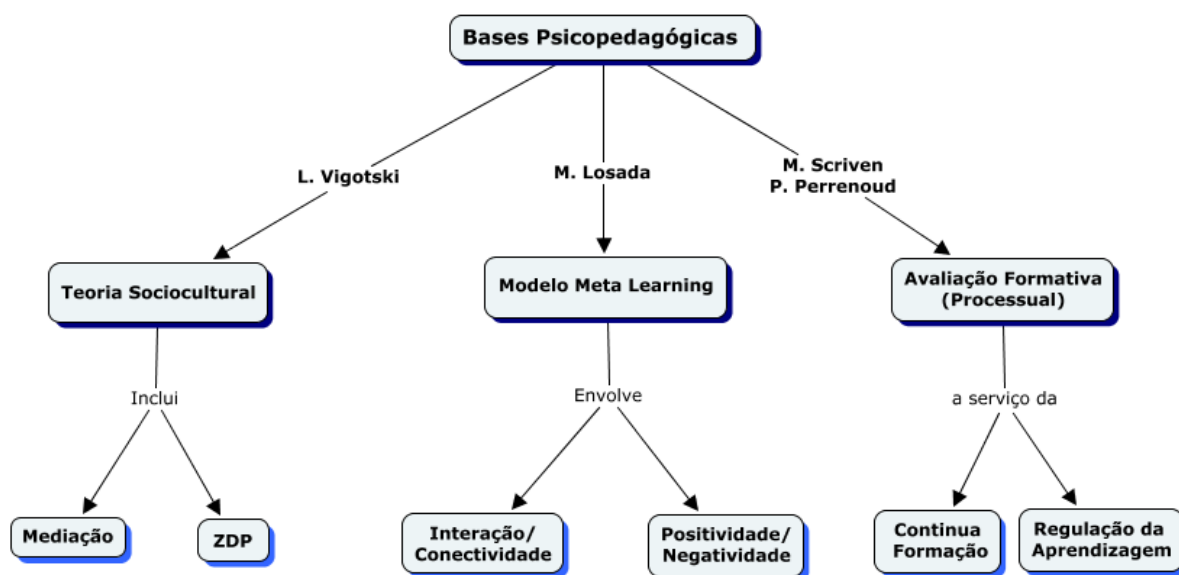 Bases Psicopedagógicas
L. Vigotski
M. Losada
M. Scriven
P. Perrenoud
Teoria Sociocultural
Modelo Meta Learning
Avaliação Formativa
(Processual)
Inclui
Envolve
a serviço da
Mediação
ZDP
Interação/
Conectividade
Positividade/
Negatividade
Continua
Formação
Regulação da
Aprendizagem